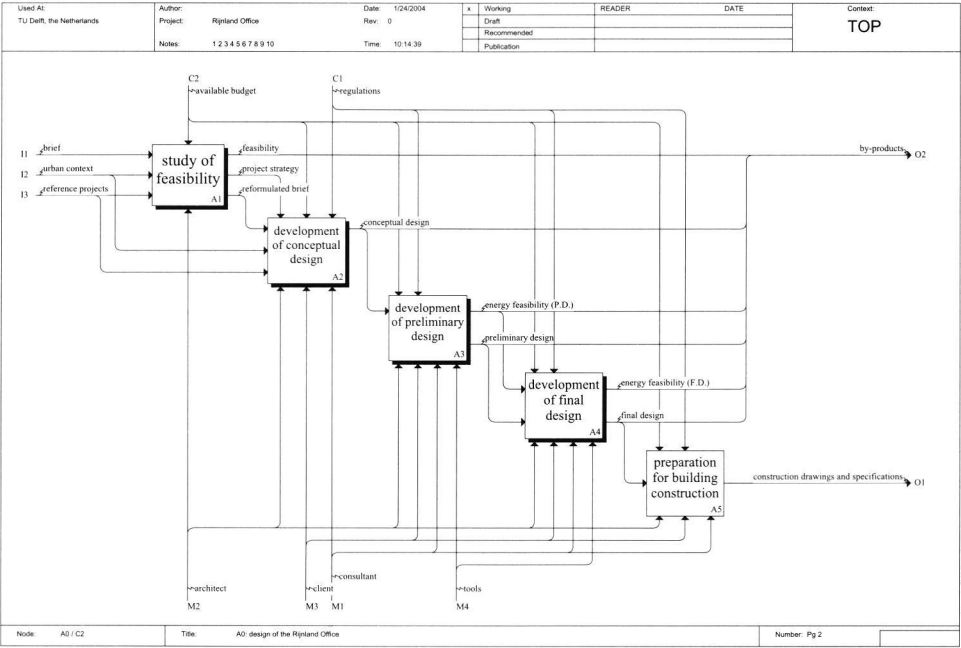 Used At:
TU Delft, the Netherlands
Author:
Project: Rijnland Office
Notes: 1 2 3 4 5 6 7 8 9 10
Date: 1/24/2004
Rev: 0
Time: 10:14:39
x Working
Draft
Recommended
Publication
READER DATE
Context:
TOP
C2
available budget
C1
regulations
I1 brief
I2 urban context
I3 reference projects
study of
feasibility
A1
feasibility
project strategy
reformulated brief
by-products
O2
development
of conceptual
design
A2
conceptual design
development
of preliminary
design
A3
energy feasibility (P.D.)
preliminary design
development
of final
design
A4
energy feasibility (F.D.)
final design
preparation
for building
construction
A5
construction drawings and specifications
O1
architect
M2
client
M3
consultant
M1
tools
M4
Node: A0 / C2
Title: A0: design of the Rijnland Office
Number: Pg 2